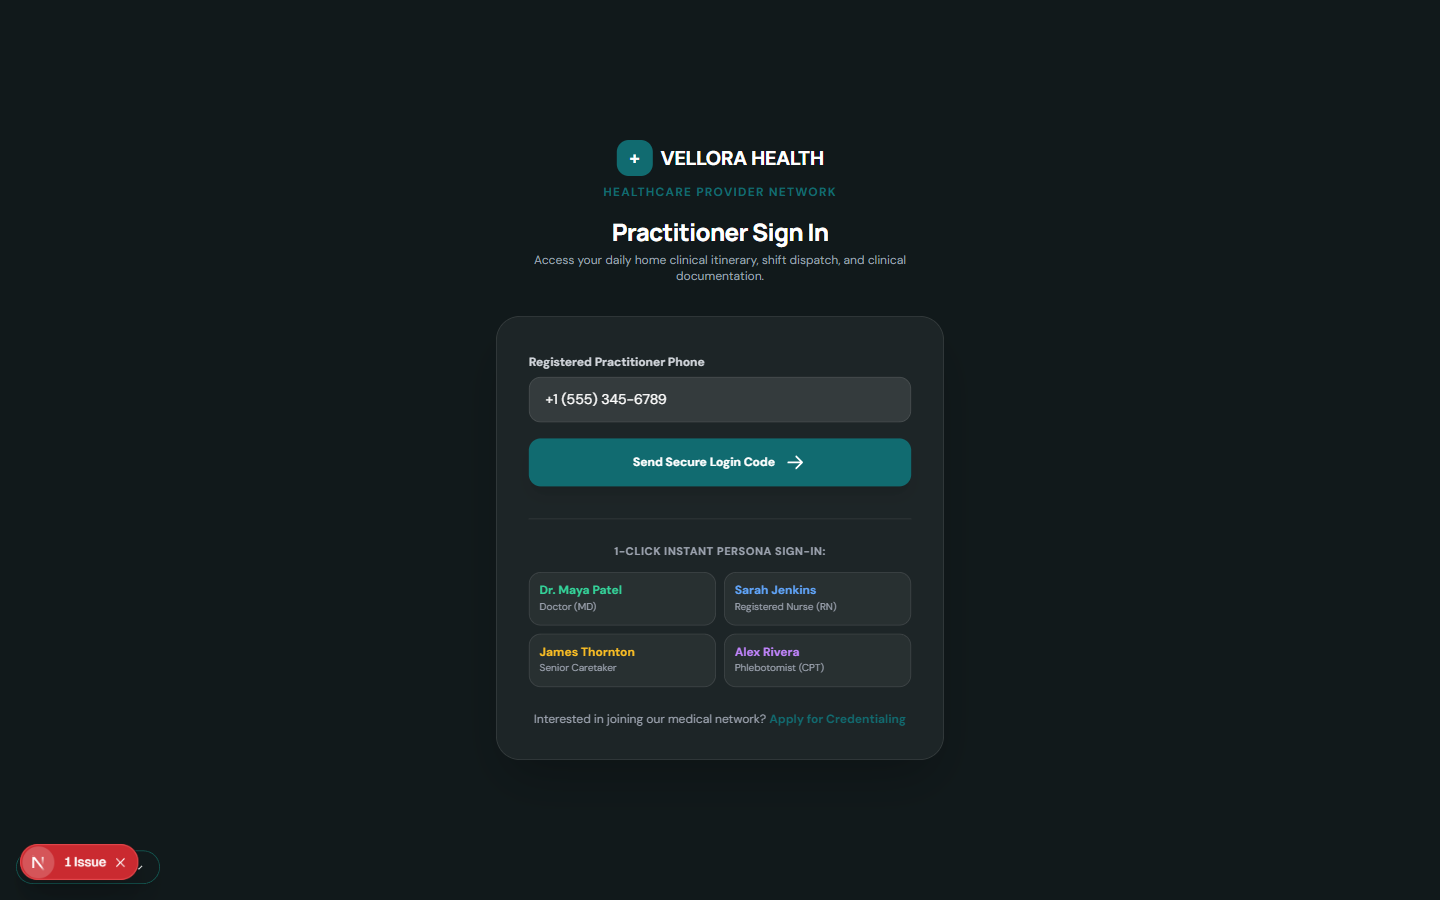 + VELLORA HEALTH
HEALTHCARE PROVIDER NETWORK
Practitioner Sign In
Access your daily home clinical itinerary, shift dispatch, and clinical
documentation.
Registered Practitioner Phone
+1 (555) 345-6789
Send Secure Login Code →
1-CLICK INSTANT PERSONA SIGN-IN:
Dr. Maya Patel
Doctor (MD)
Sarah Jenkins
Registered Nurse (RN)
James Thornton
Senior Caretaker
Alex Rivera
Phlebotomist (CPT)
Interested in joining our medical network? Apply for Credentialing
N 1 Issue ×